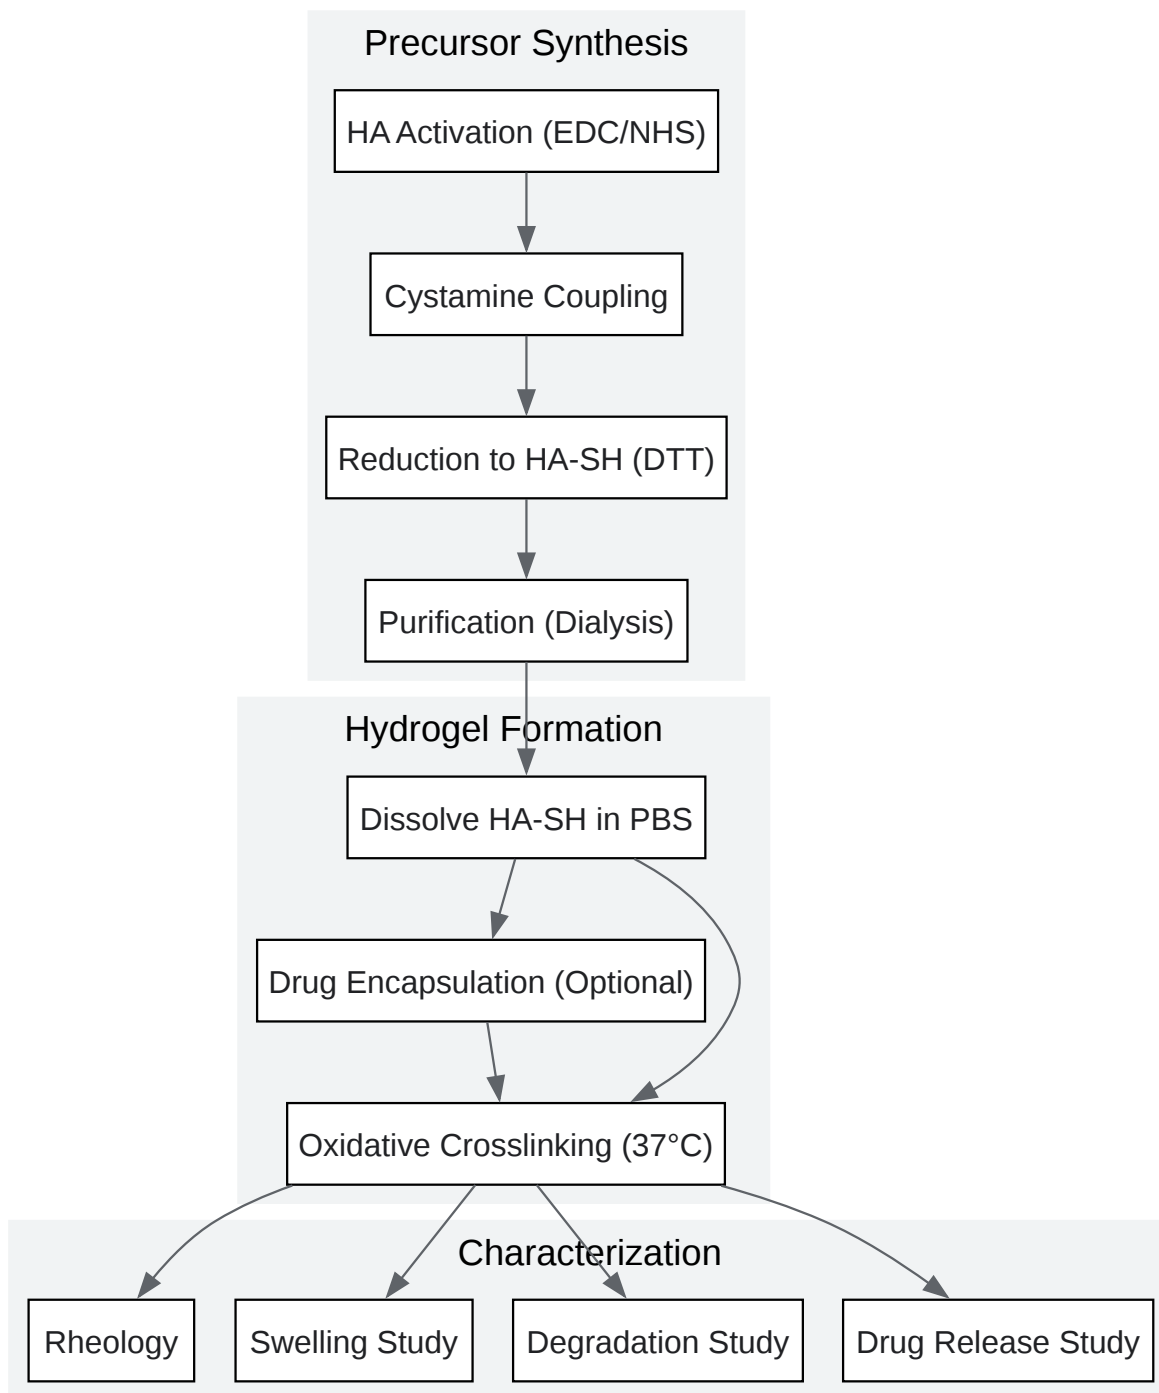 Precursor Synthesis
HA Activation (EDC/NHS)
Cystamine Coupling
Reduction to HA-SH (DTT)
Purification (Dialysis)
Hydrogel Formation
Dissolve HA-SH in PBS
Drug Encapsulation (Optional)
Oxidative Crosslinking (37°C)
Characterization
Rheology
Swelling Study
Degradation Study
Drug Release Study